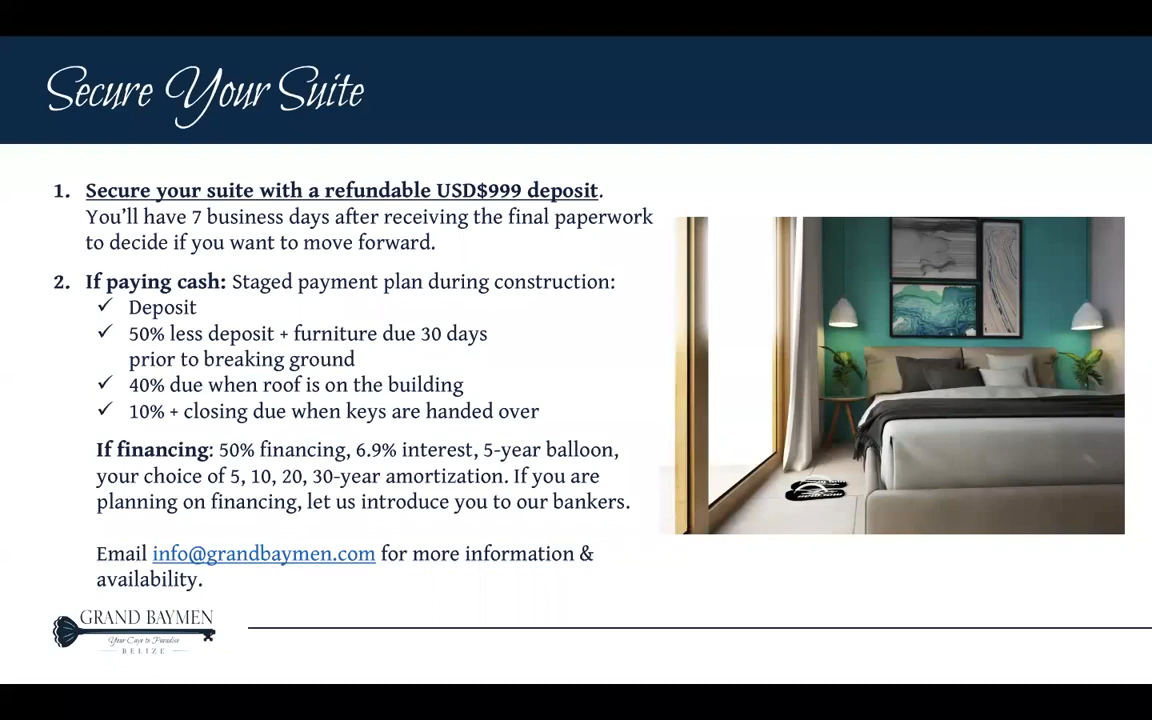 Secure Your Suite
1. Secure your suite with a refundable USD$999 deposit.
You'll have 7 business days after receiving the final paperwork
to decide if you want to move forward.
2. If paying cash: Staged payment plan during construction:
✓ Deposit
✓ 50% less deposit + furniture due 30 days
prior to breaking ground
✓ 40% due when roof is on the building
✓ 10% + closing due when keys are handed over
If financing: 50% financing, 6.9% interest, 5-year balloon,
your choice of 5, 10, 20, 30-year amortization. If you are
planning on financing, let us introduce you to our bankers.
Email info@grandbaymen.com for more information &
availability.
GRAND BAYMEN
Your Caye to Paradise
BELIZE